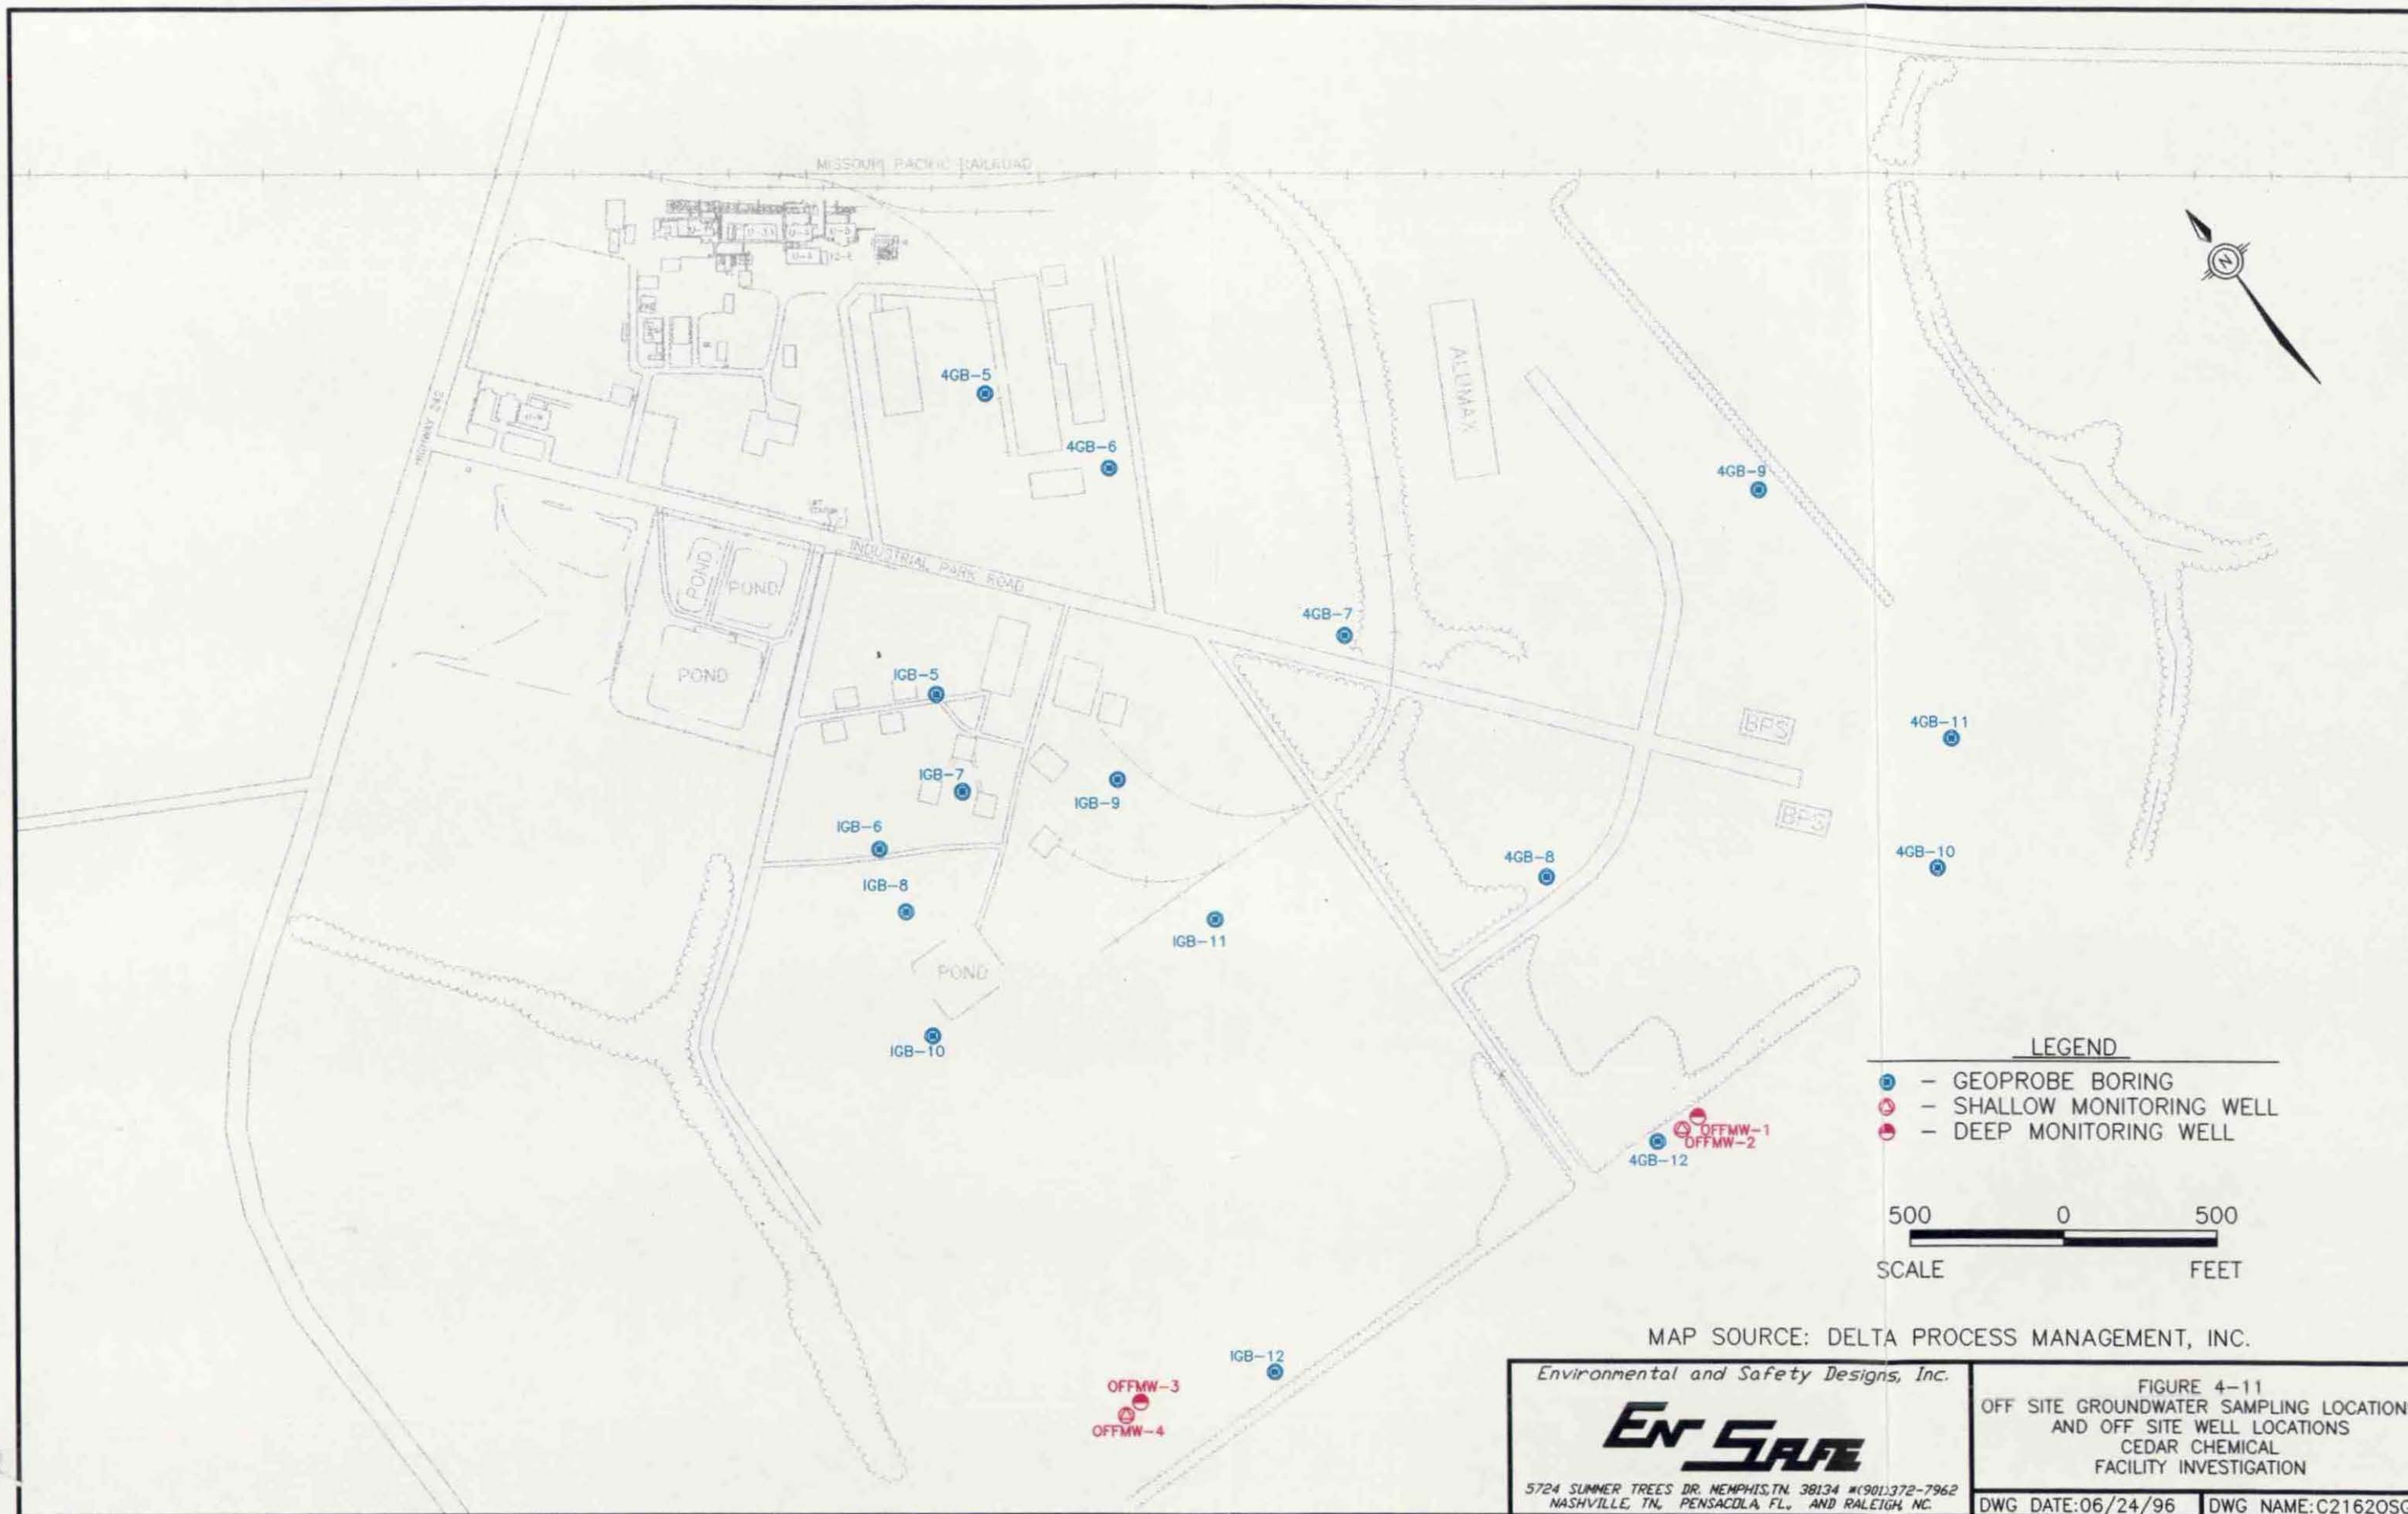 MISSOURI PACIFIC RAILROAD
HIGHWAY 242
4GB-5
4GB-6
ALUMAX
4GB-9
INDUSTRIAL PARK ROAD
POND
POND
POND
4GB-7
IGB-5
BPS
4GB-11
IGB-7
IGB-9
BPS
IGB-6
4GB-8
4GB-10
IGB-8
IGB-11
POND
IGB-10
N
OFFMW-1
OFFMW-2
4GB-12
IGB-12
OFFMW-3
OFFMW-4
LEGEND
- GEOPROBE BORING
- SHALLOW MONITORING WELL
- DEEP MONITORING WELL
500 0 500
SCALE FEET
MAP SOURCE: DELTA PROCESS MANAGEMENT, INC.
Environmental and Safety Designs, Inc.
EnSafe
5724 SUMMER TREES DR. MEMPHIS, TN. 38134 (901)372-7962
NASHVILLE, TN., PENSACOLA, FL., AND RALEIGH, NC.
FIGURE 4-11
OFF SITE GROUNDWATER SAMPLING LOCATION
AND OFF SITE WELL LOCATIONS
CEDAR CHEMICAL
FACILITY INVESTIGATION
DWG DATE:06/24/96
DWG NAME:C2162OSG